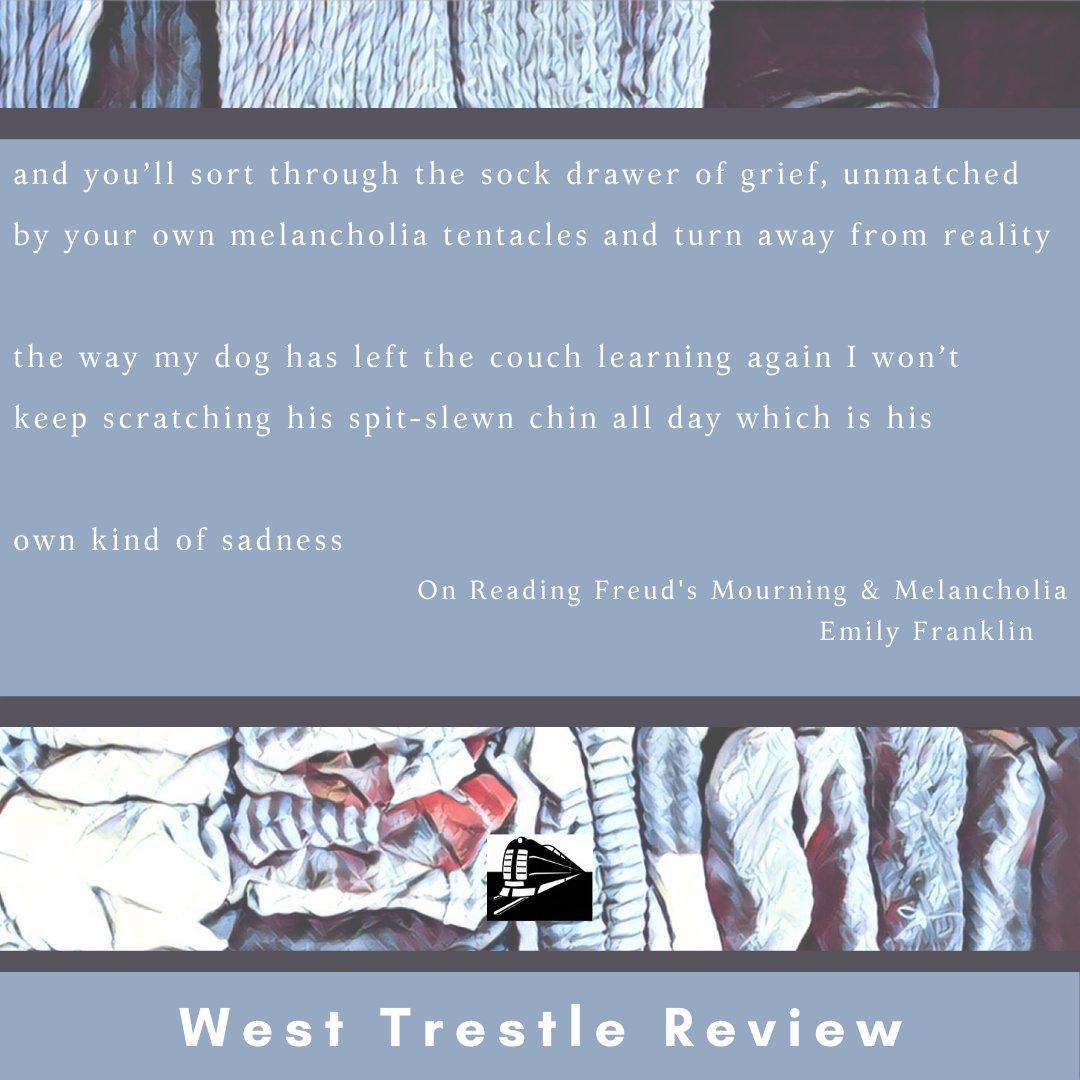 and you’ll sort through the sock drawer of grief, unmatched
by your own melancholia tentacles and turn away from reality
the way my dog has left the couch learning again I won’t
keep scratching his spit-slewn chin all day which is his
own kind of sadness
On Reading Freud's Mourning & Melancholia
Emily Franklin
West Trestle Review